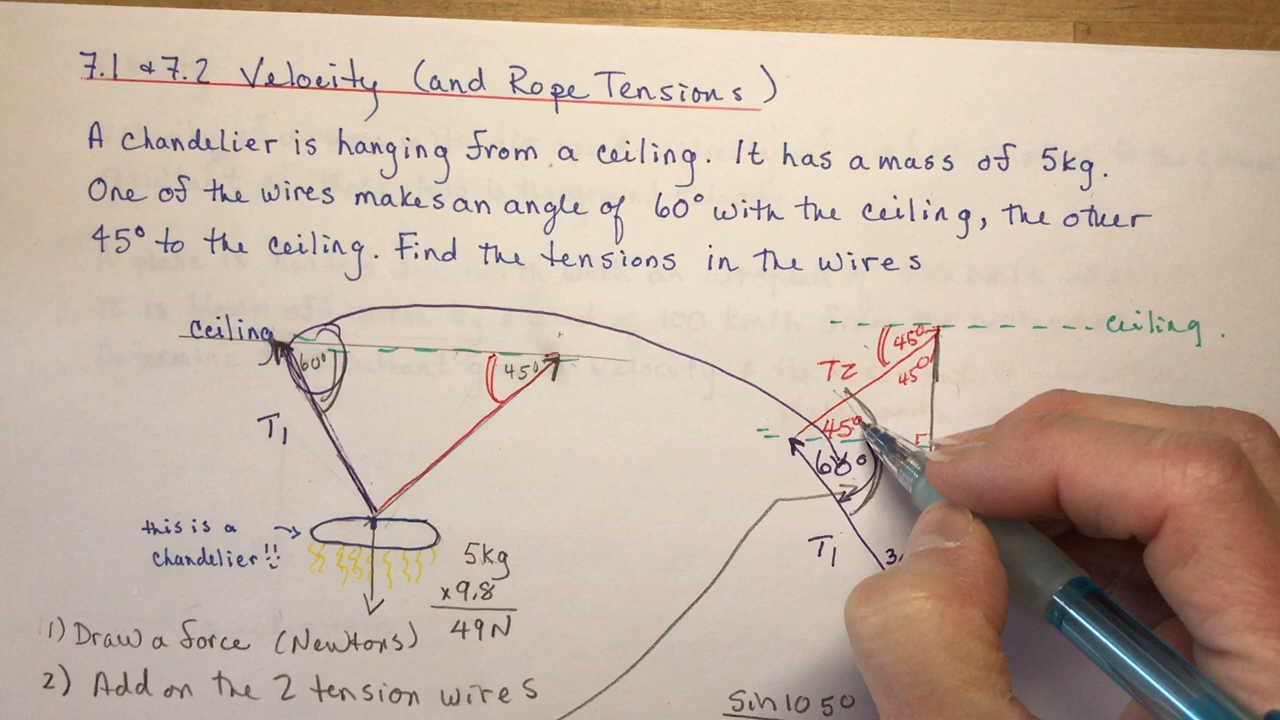 7.1 & 7.2 Velocity (and Rope Tensions)
A chandelier is hanging from a ceiling. It has a mass of 5kg.
One of the wires makes an angle of 60° with the ceiling, the other
45° to the ceiling. Find the tensions in the wires
ceiling
60°
45°
T1
this is a
chandelier!!
5kg
x9.8
49N
ceiling.
45°
T2
45°
45°
60°
T1
3
1) Draw a force (Newtons)
2) Add on the 2 tension wires
Sin 105°